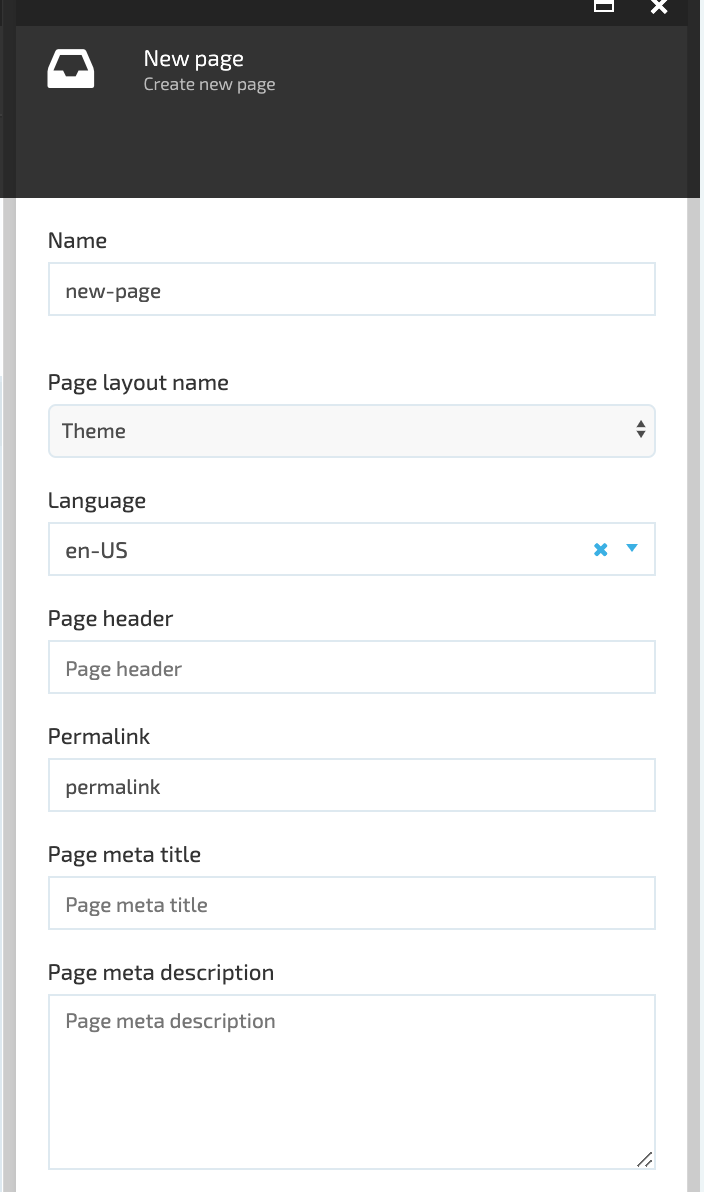 New page
Create new page
Name
new-page
Page layout name
Theme
Language
en-US
Page header
Page header
Permalink
permalink
Page meta title
Page meta title
Page meta description
Page meta description